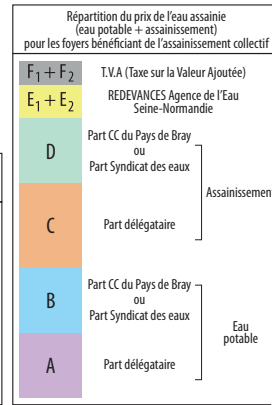 Répartition du prix de l'eau assainie
(eau potable + assainissement)
pour les foyers bénéficiant de l'assainissement collectif
F1 + F2
T.V.A (Taxe sur la Valeur Ajoutée)
E1 + E2
REDEVANCES Agence de l'Eau
Seine-Normandie
D
Part CC du Pays de Bray
ou
Part Syndicat des eaux
Assainissement
C
Part délégataire
B
Part CC du Pays de Bray
ou
Part Syndicat des eaux
Eau
potable
A
Part délégataire